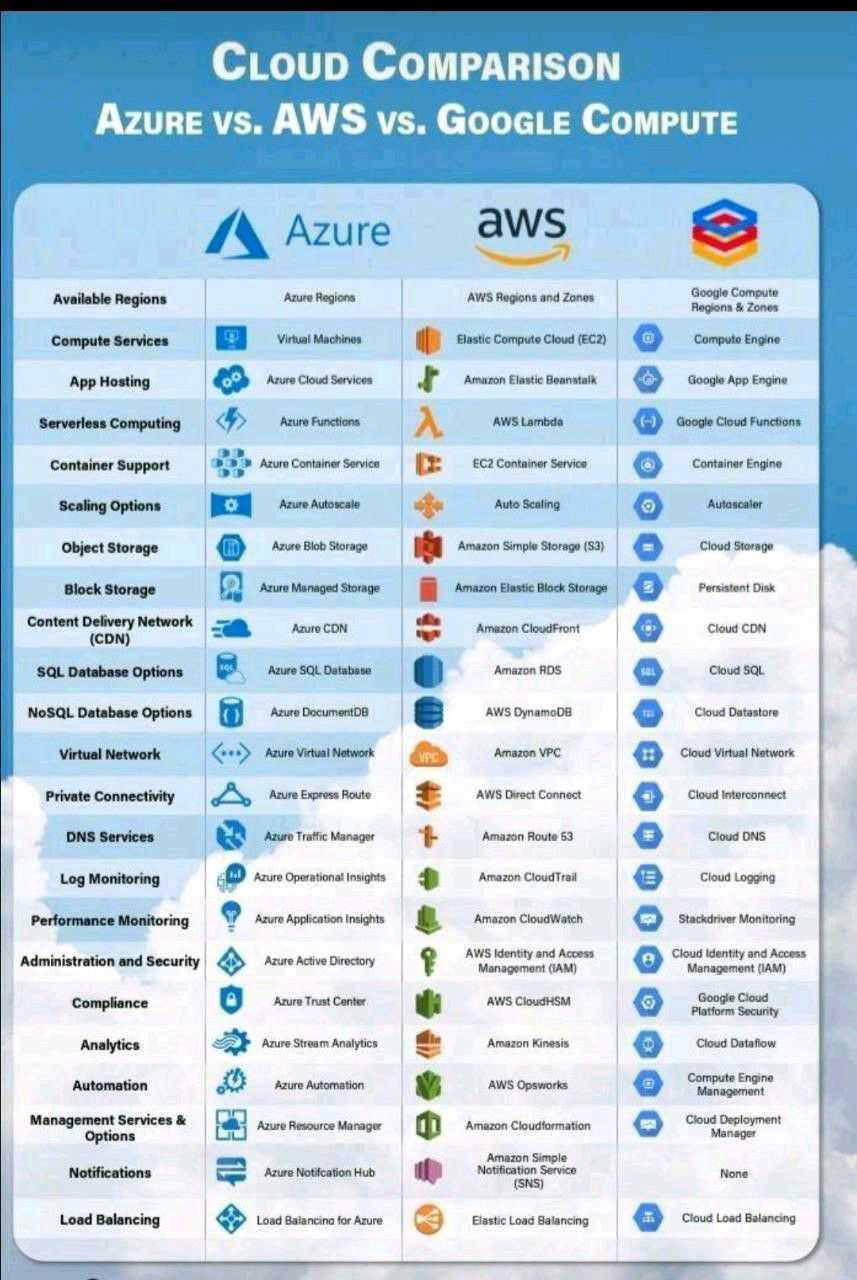 CLOUD COMPARISON
AZURE VS. AWS VS. GOOGLE COMPUTE
Azure
aws
Available Regions
Azure Regions
AWS Regions and Zones
Google Compute
Regions & Zones
Compute Services
Virtual Machines
Elastic Compute Cloud (EC2)
Compute Engine
App Hosting
Azure Cloud Services
Amazon Elastic Beanstalk
Google App Engine
Serverless Computing
Azure Functions
AWS Lambda
Google Cloud Functions
Container Support
Azure Container Service
EC2 Container Service
Container Engine
Scaling Options
Azure Autoscale
Auto Scaling
Autoscaler
Object Storage
Azure Blob Storage
Amazon Simple Storage (S3)
Cloud Storage
Block Storage
Azure Managed Storage
Amazon Elastic Block Storage
Persistent Disk
Content Delivery Network
(CDN)
Azure CDN
Amazon CloudFront
Cloud CDN
SQL Database Options
SQL
Azure SQL Database
Amazon RDS
SQL
Cloud SQL
NoSQL Database Options
Azure DocumentDB
AWS DynamoDB
Cloud Datastore
Virtual Network
Azure Virtual Network
VPC
Amazon VPC
Cloud Virtual Network
Private Connectivity
Azure Express Route
AWS Direct Connect
Cloud Interconnect
DNS Services
Azure Traffic Manager
Amazon Route 53
Cloud DNS
Log Monitoring
Azure Operational Insights
Amazon CloudTrail
Cloud Logging
Performance Monitoring
Azure Application Insights
Amazon CloudWatch
Stackdriver Monitoring
Administration and Security
Azure Active Directory
AWS Identity and Access
Management (IAM)
Cloud Identity and Access
Management (IAM)
Compliance
Azure Trust Center
AWS CloudHSM
Google Cloud
Platform Security
Analytics
Azure Stream Analytics
Amazon Kinesis
Cloud Dataflow
Automation
Azure Automation
AWS Opsworks
Compute Engine
Management
Management Services &
Options
Azure Resource Manager
Amazon Cloudformation
Cloud Deployment
Manager
Notifications
Azure Notifcation Hub
Amazon Simple
Notification Service
(SNS)
None
Load Balancing
Load Balancing for Azure
Elastic Load Balancing
Cloud Load Balancing